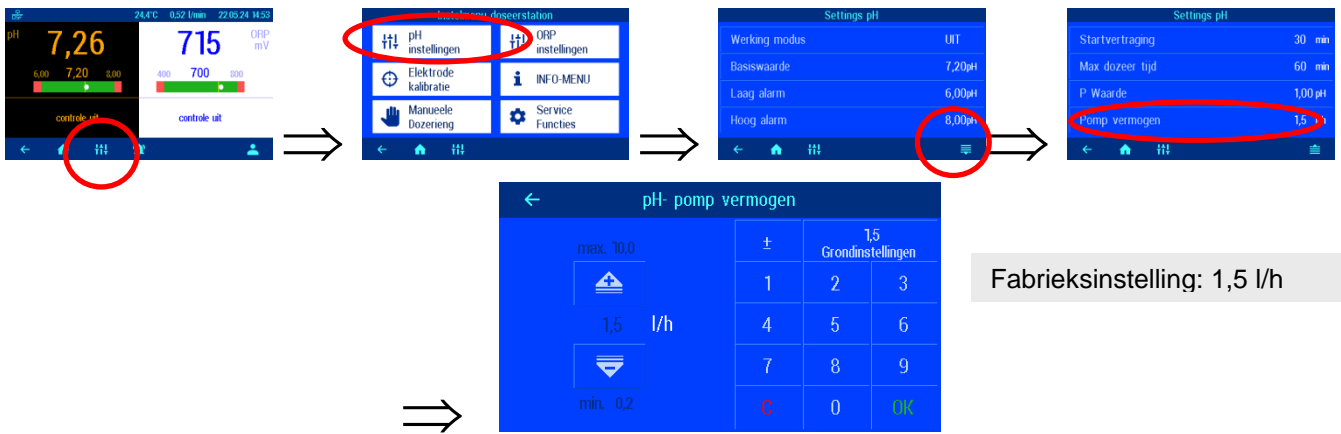 24,4°C 0,52 l/min 22.05.24 14:53
pH 7,26
6,00 7,20 8,00
controle uit
715 ORP mV
400 700 800
controle uit
doseerstation
pH instellingen
ORP instellingen
Elektrode kalibratie
INFO-MENU
Manueele Dozerieng
Service Functies
Settings pH
Werking modus UIT
Basiswaarde 7,20pH
Laag alarm 6,00pH
Hoog alarm 8,00pH
Settings pH
Startvertraging 30 min
Max dozeer tijd 60 min
P Waarde 1,00 pH
Pomp vermogen 1,5
pH- pomp vermogen
max. 10,0
1,5 l/h
min. 0,2
± 1,5 Grondinstellingen
1 2 3
4 5 6
7 8 9
C 0 OK
Fabrieksinstelling: 1,5 l/h